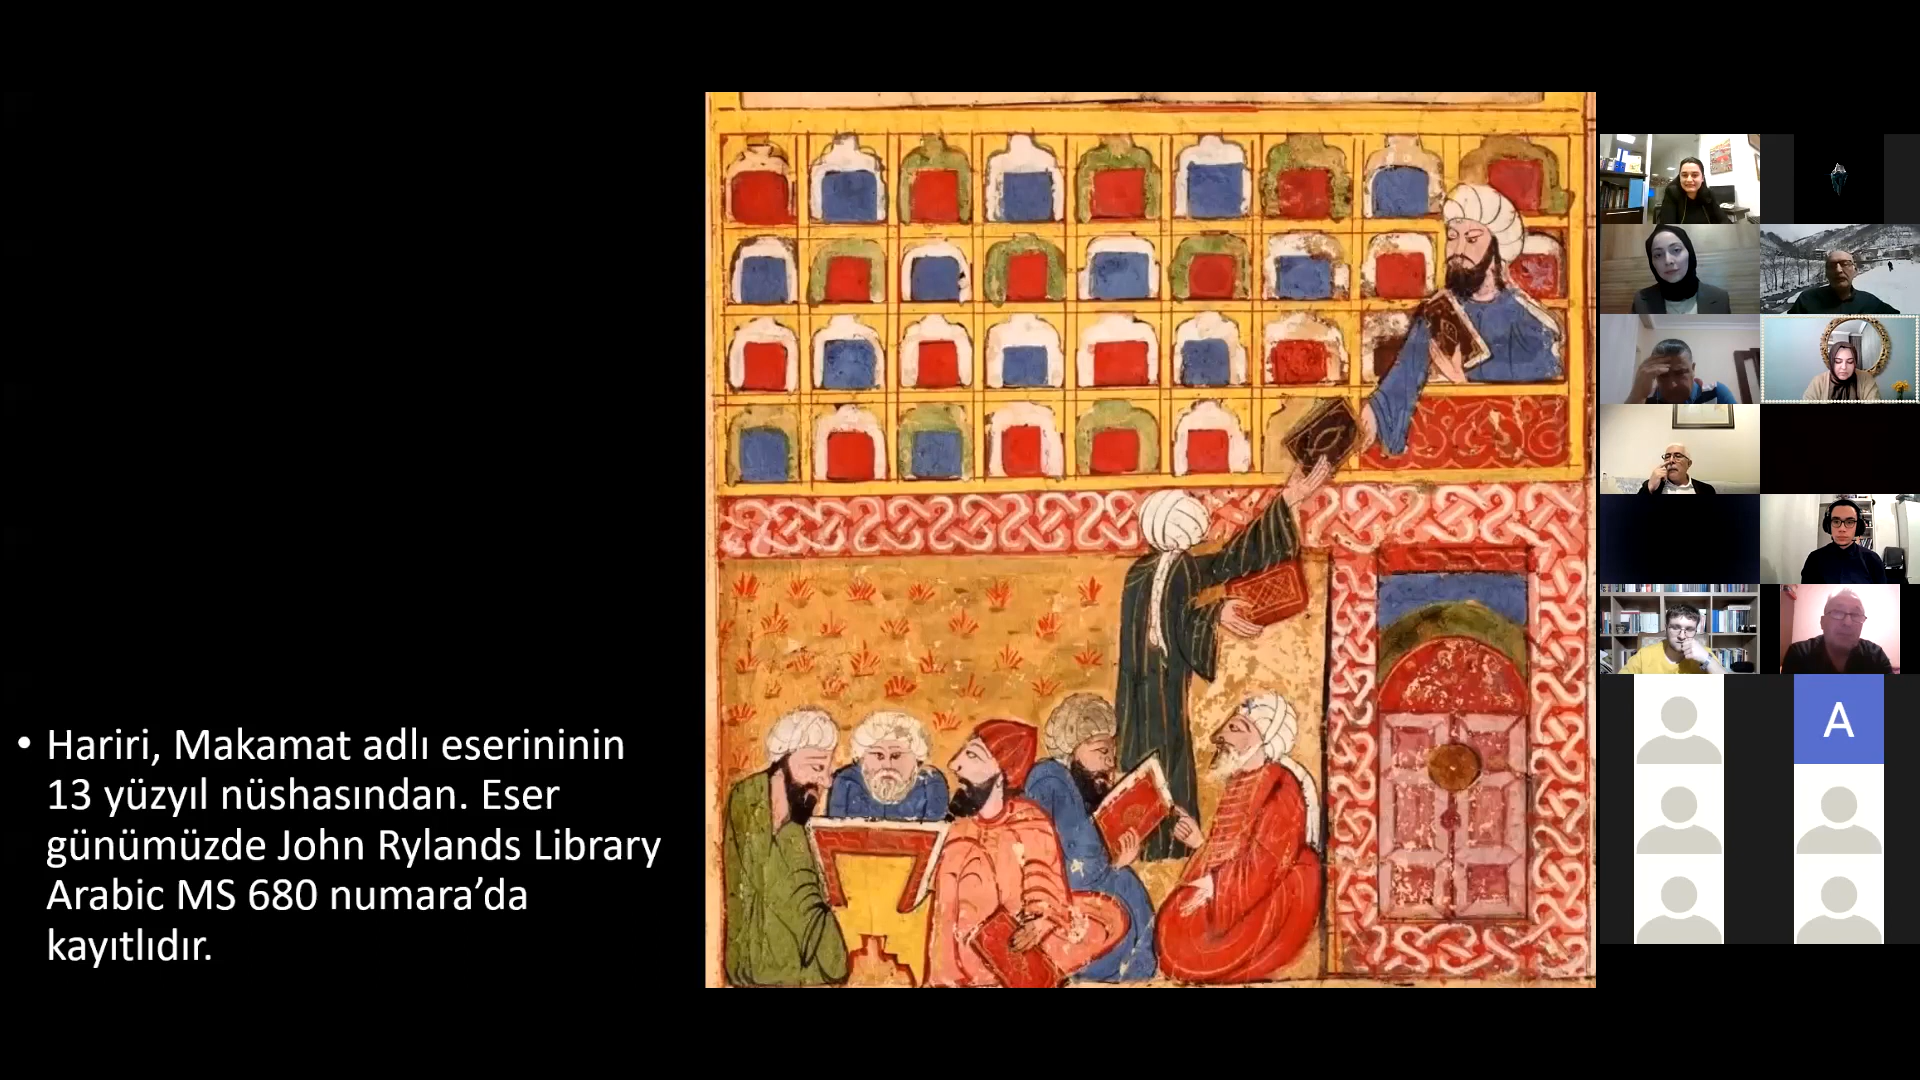 • Hariri, Makamat adlı eserininin
13 yüzyıl nüshasından. Eser
günümüzde John Rylands Library
Arabic MS 680 numara’da
kayıtlıdır.
A